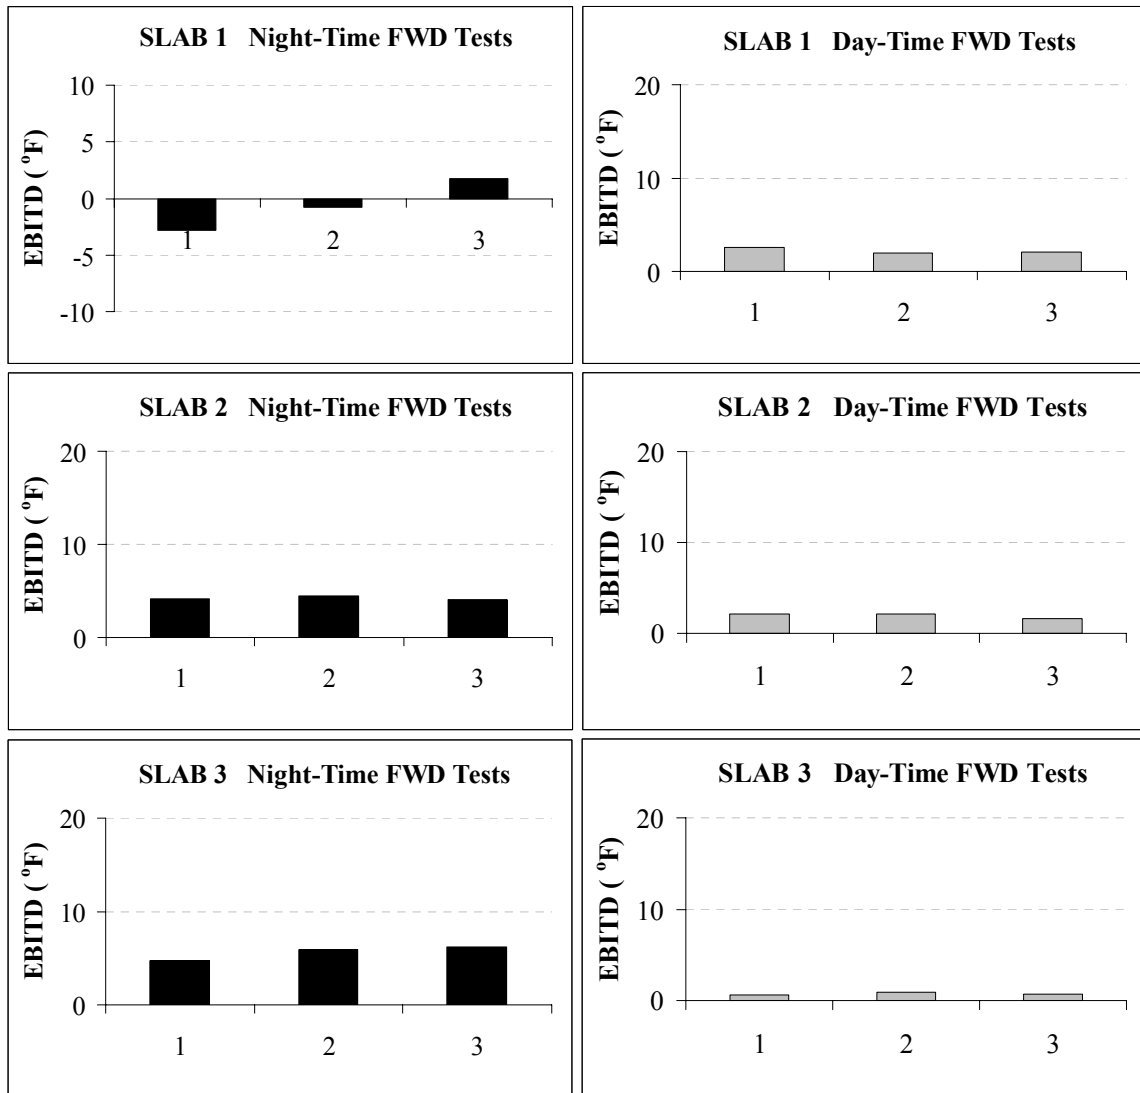 SLAB 1 Night-Time FWD Tests
EBITD ( °F)
10
5
0
-5
-10
1 2 3
SLAB 1 Day-Time FWD Tests
EBITD ( °F)
20
10
0
1 2 3
SLAB 2 Night-Time FWD Tests
EBITD ( °F)
20
10
0
1 2 3
SLAB 2 Day-Time FWD Tests
EBITD ( °F)
20
10
0
1 2 3
SLAB 3 Night-Time FWD Tests
EBITD ( °F)
20
10
0
1 2 3
SLAB 3 Day-Time FWD Tests
EBITD ( °F)
20
10
0
1 2 3